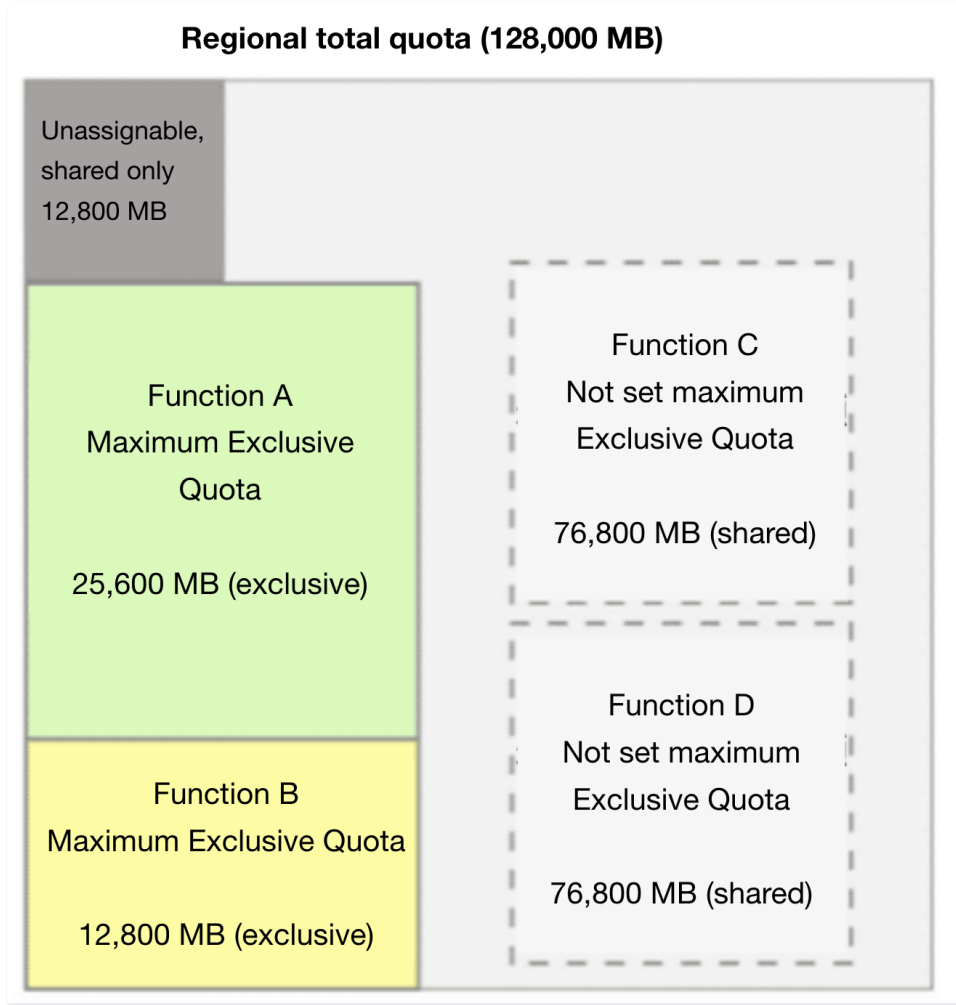 Regional total quota (128,000 MB)
Unassignable,
shared only
12,800 MB
Function A
Maximum Exclusive
Quota
25,600 MB (exclusive)
Function B
Maximum Exclusive Quota
12,800 MB (exclusive)
Function C
Not set maximum
Exclusive Quota
76,800 MB (shared)
Function D
Not set maximum
Exclusive Quota
76,800 MB (shared)